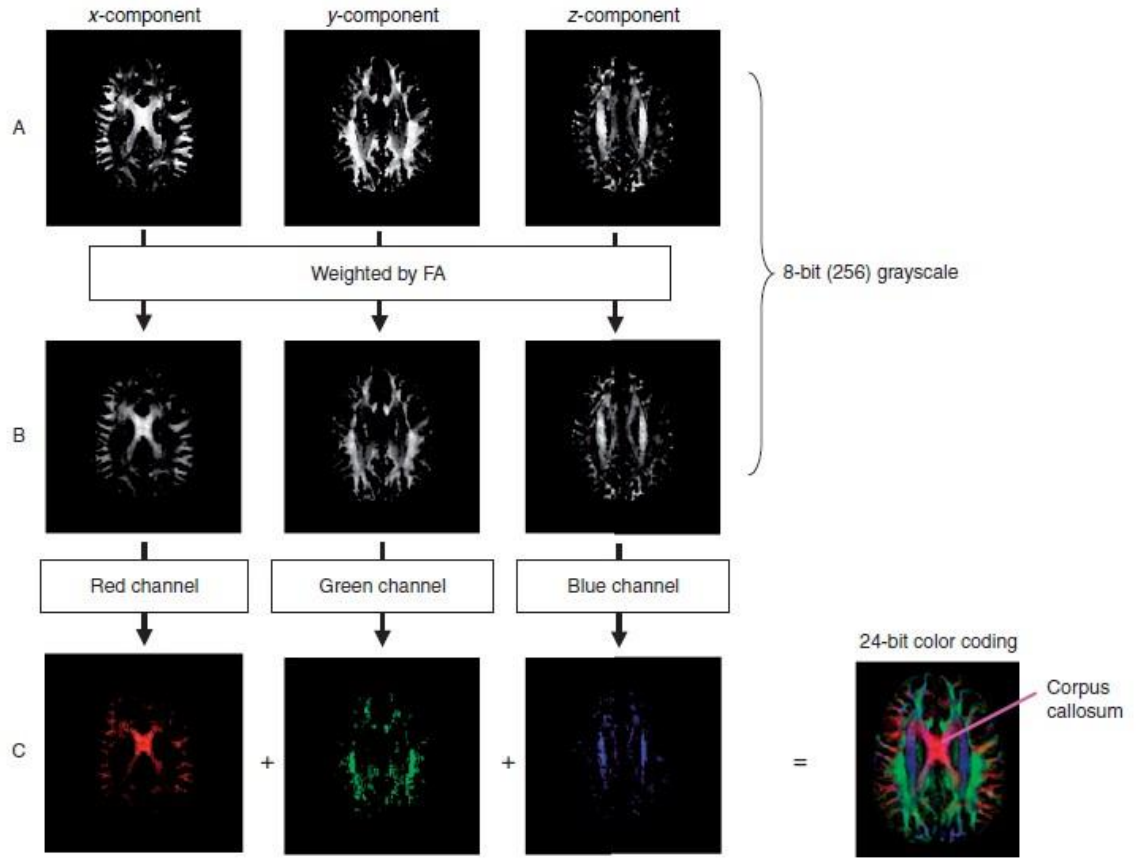 x-component
y-component
z-component
A
Weighted by FA
8-bit (256) grayscale
B
Red channel
Green channel
Blue channel
24-bit color coding
Corpus
callosum
C
+
+
=